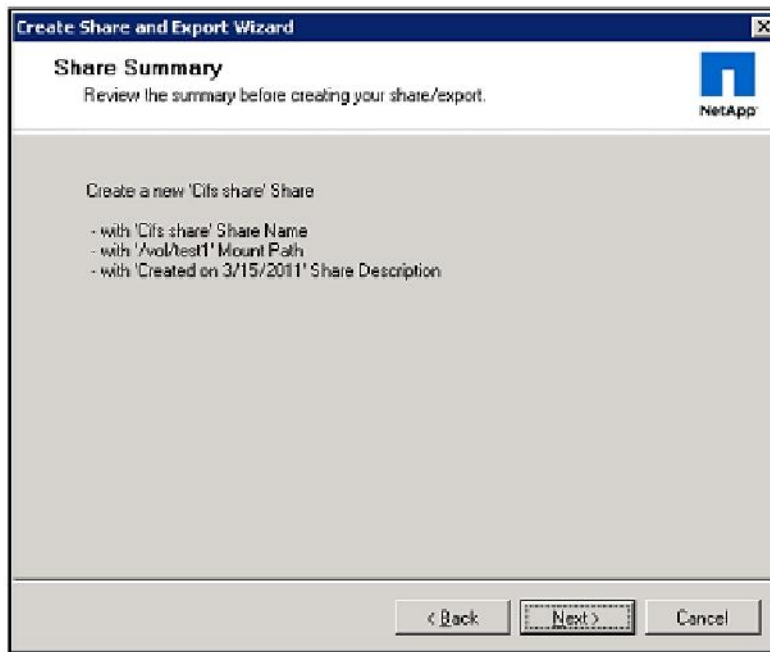 Create Share and Export Wizard
Share Summary
Review the summary before creating your share/export.
NetApp
Create a new 'Cifs share' Share
- with 'Cifs share' Share Name
- with '/vol/test1' Mount Path
- with 'Created on 3/15/2011' Share Description
< Back
Next >
Cancel